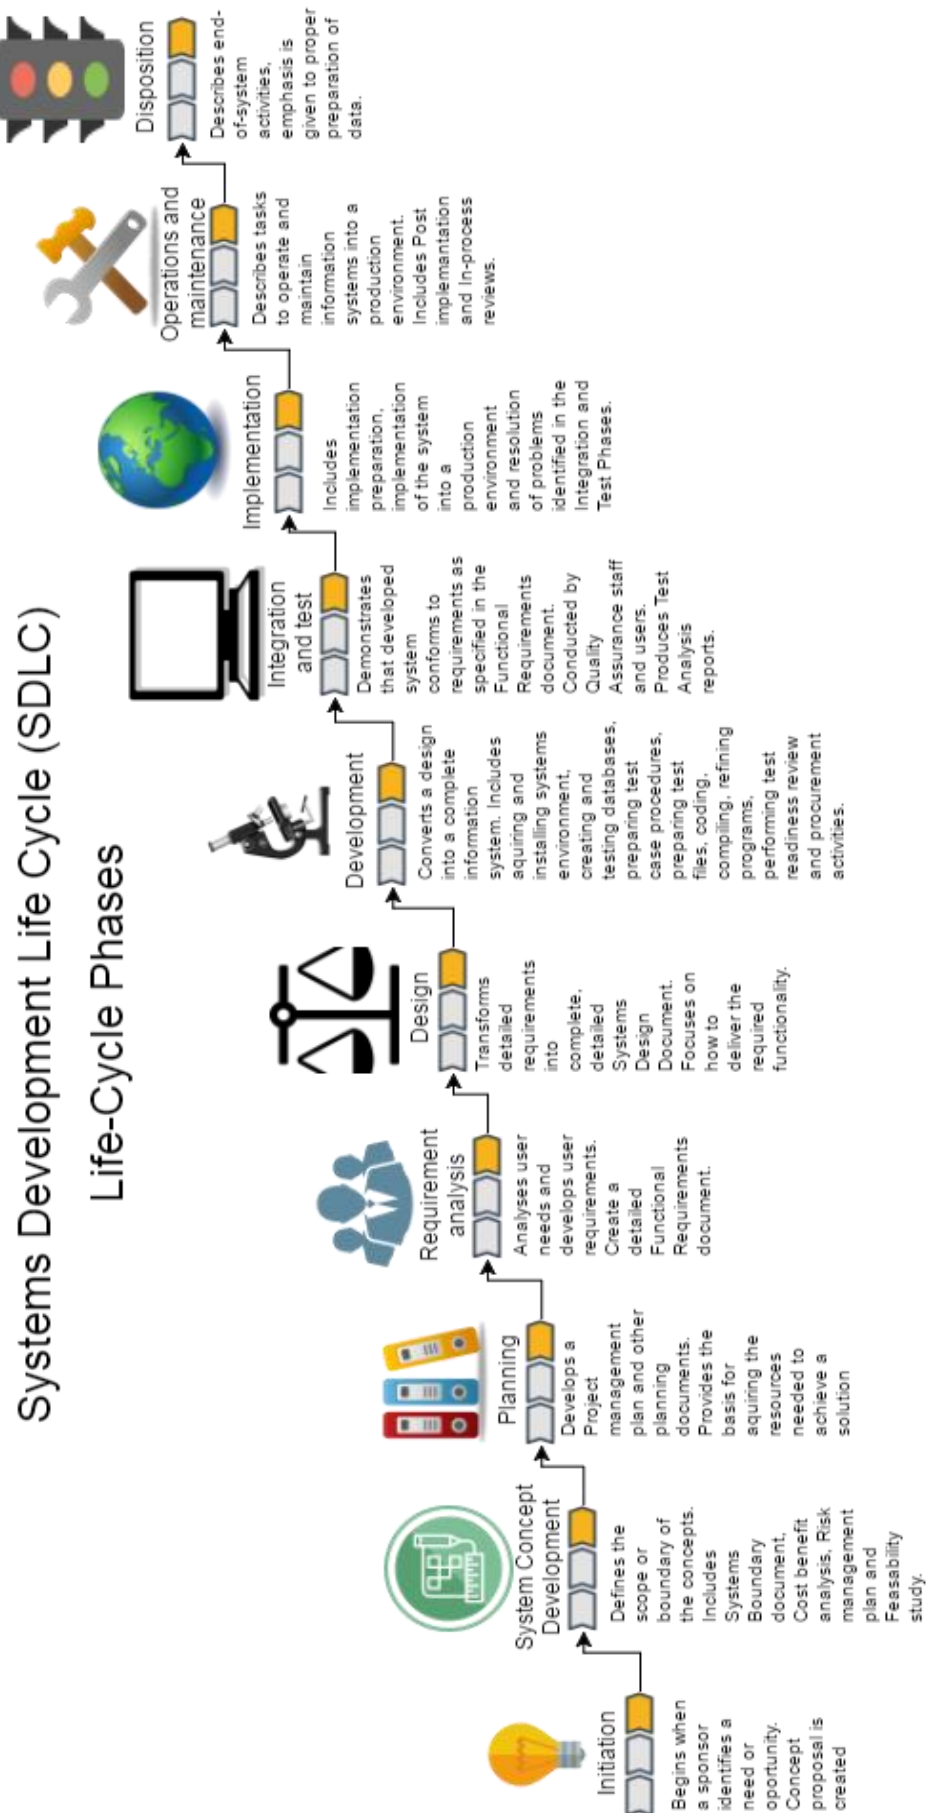 Systems Development Life Cycle (SDLC)
Life-Cycle Phases
Initiation
Begins when
a sponsor
identifies a
need or
oportunity.
Concept
proposal is
created
System Concept
Development
Defines the
scope or
boundary of
the concepts.
Includes
Systems
Boundary
document,
Cost benefit
analysis, Risk
management
plan and
Feasability
study.
Planning
Develops a
Project
management
plan and other
planning
documents.
Provides the
basis for
aquiring the
resources
needed to
achieve a
solution
Requirement
analysis
Analyses user
needs and
develops user
requirements.
Create a
detailed
Functional
Requirements
document.
Design
Transforms
detailed
requirements
into
complete,
detailed
Systems
Design
Document.
Focuses on
how to
deliver the
required
functionality.
Development
Converts a design
into a complete
information
system. Includes
aquiring and
installing systems
environment,
creating and
testing databases,
preparing test
case procedures,
preparing test
files, coding,
compiling, refining
programs,
performing test
readiness review
and procurement
activities.
Integration
and test
Demonstrates
that developed
system
conforms to
requirements as
specified in the
Functional
Requirements
document.
Conducted by
Quality
Assurance staff
and users.
Produces Test
Analysis
reports.
Implementation
Includes
implementation
preparation,
implementation
of the system
into a
production
environment
and resolution
of problems
identified in the
Integration and
Test Phases.
Operations and
maintenance
Describes tasks
to operate and
maintain
information
systems into a
production
environment.
Includes Post
implemantation
and In-process
reviews.
Disposition
Describes end-
of-system
activities,
emphasis is
given to proper
preparation of
data.